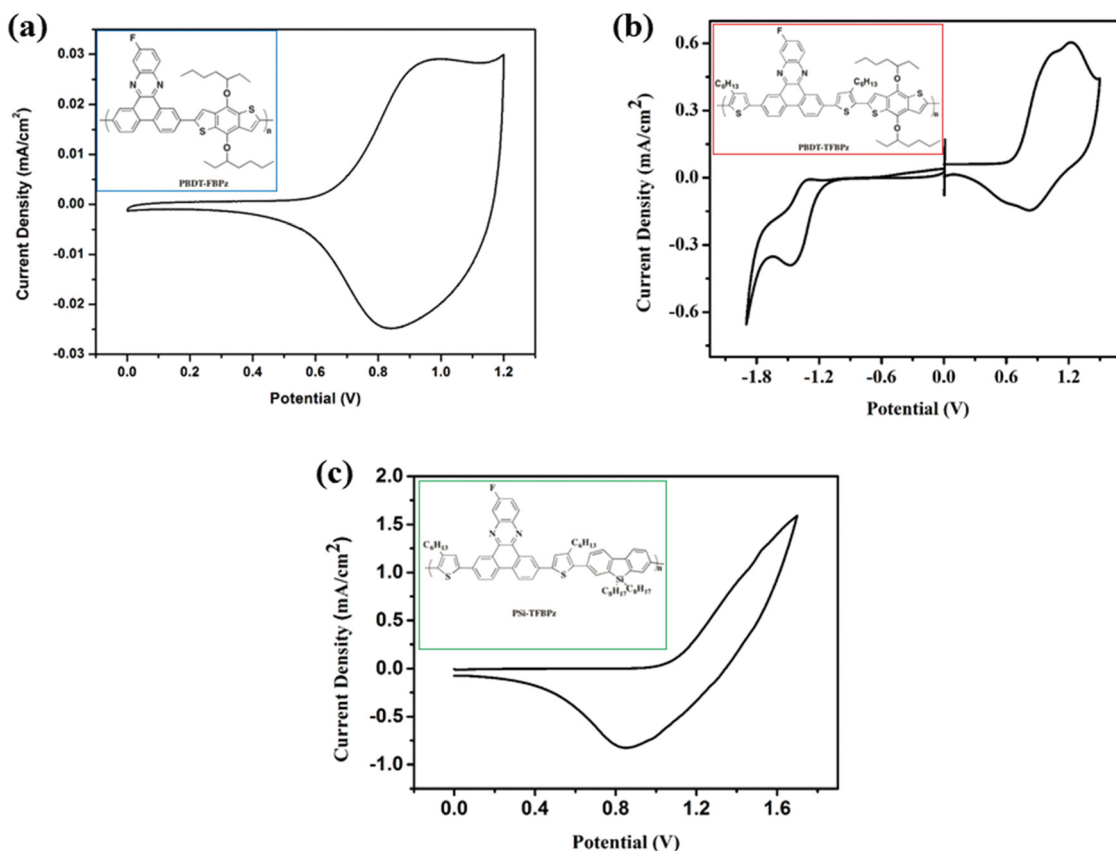 (a)
F
N N
O
S
S
O
n
PBDT-FBPz
0.03
0.02
0.01
0.00
-0.01
-0.02
-0.03
0.0 0.2 0.4 0.6 0.8 1.0 1.2
Current Density (mA/cm²)
Potential (V)
(b)
F
N N
C₆H₁₃
C₆H₁₃
O
S
S
S
S
O
n
PBDT-TFBPz
0.6
0.3
0.0
-0.3
-0.6
-1.8 -1.2 -0.6 0.0 0.6 1.2
Current Density (mA/cm²)
Potential (V)
(c)
F
N N
C₆H₁₃
C₆H₁₃
S
S
Si
C₈H₁₇ C₈H₁₇
n
PSi-TFBPz
2.0
1.5
1.0
0.5
0.0
-0.5
-1.0
0.0 0.4 0.8 1.2 1.6
Current Density (mA/cm²)
Potential (V)